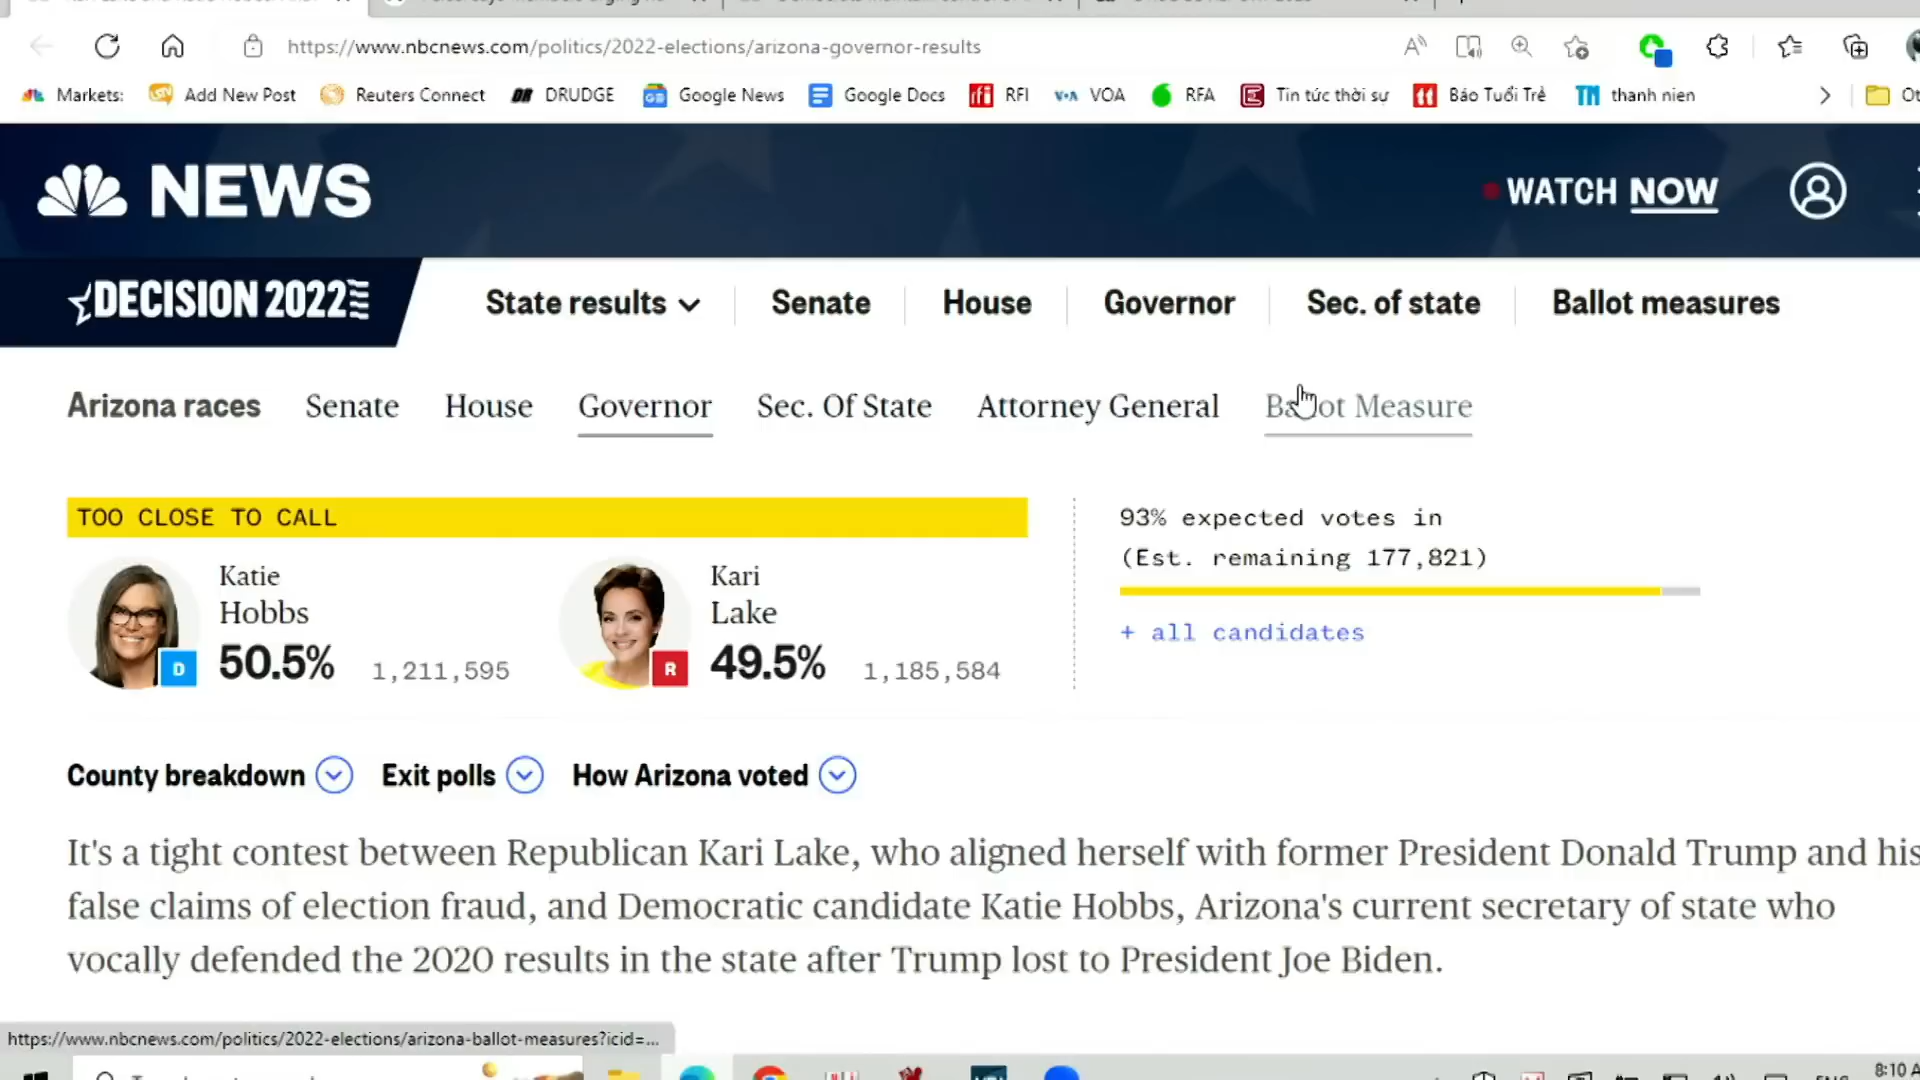 https://www.nbcnews.com/politics/2022-elections/arizona-governor-results
Markets: Add New Post Reuters Connect DRUDGE Google News Google Docs RFI VOA RFA Tin tức thời sự Báo Tuổi Trẻ thanh nien
NEWS
WATCH NOW
DECISION 2022
State results Senate House Governor Sec. of state Ballot measures
Arizona races Senate House Governor Sec. Of State Attorney General Ballot Measure
TOO CLOSE TO CALL
Katie
Hobbs
D
50.5% 1,211,595
Kari
Lake
R
49.5% 1,185,584
93% expected votes in
(Est. remaining 177,821)
+ all candidates
County breakdown Exit polls How Arizona voted
It's a tight contest between Republican Kari Lake, who aligned herself with former President Donald Trump and his
false claims of election fraud, and Democratic candidate Katie Hobbs, Arizona's current secretary of state who
vocally defended the 2020 results in the state after Trump lost to President Joe Biden.
https://www.nbcnews.com/politics/2022-elections/arizona-ballot-measures?icid=...
8:10 A